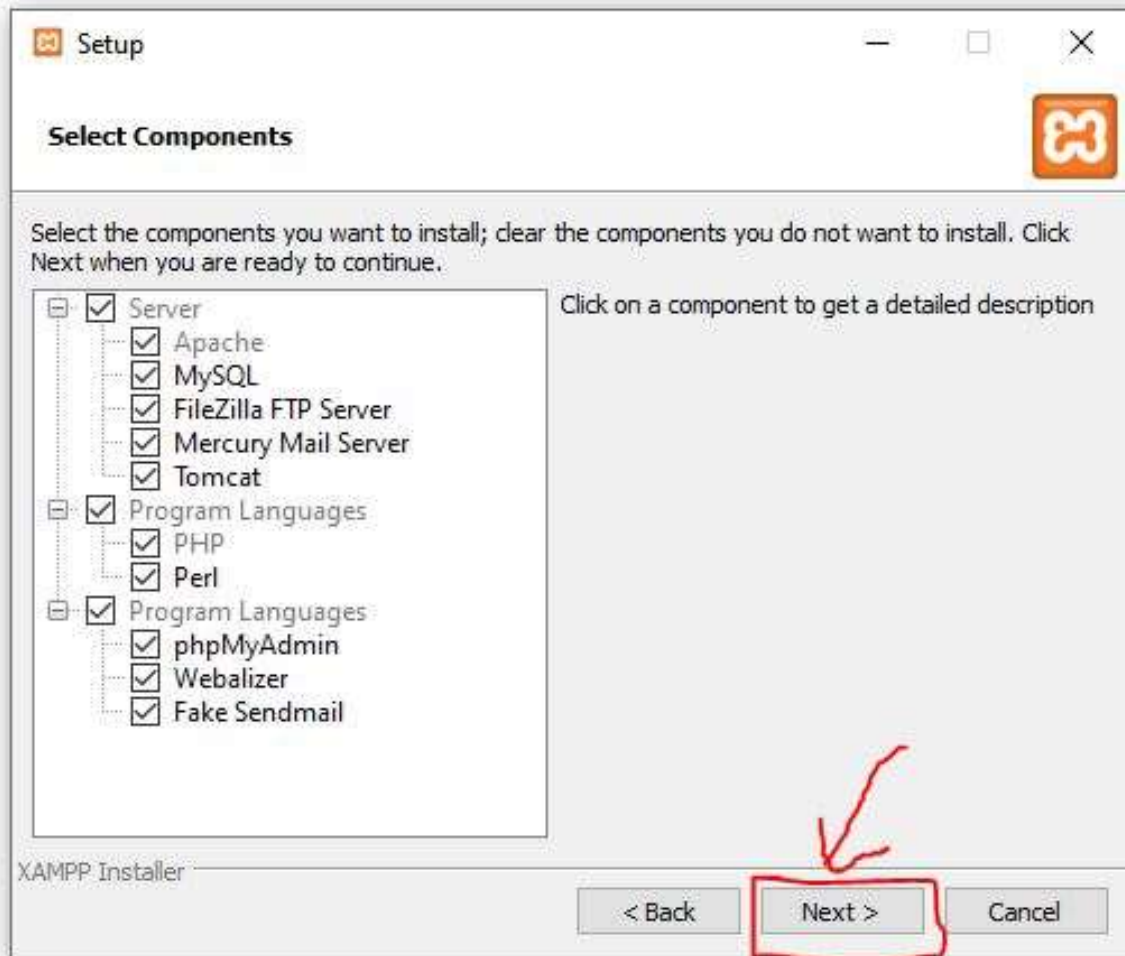 Setup
Select Components
Select the components you want to install; clear the components you do not want to install. Click
Next when you are ready to continue.
Server
Apache
MySQL
FileZilla FTP Server
Mercury Mail Server
Tomcat
Program Languages
PHP
Perl
Program Languages
phpMyAdmin
Webalizer
Fake Sendmail
Click on a component to get a detailed description
XAMPP Installer
< Back
Next >
Cancel